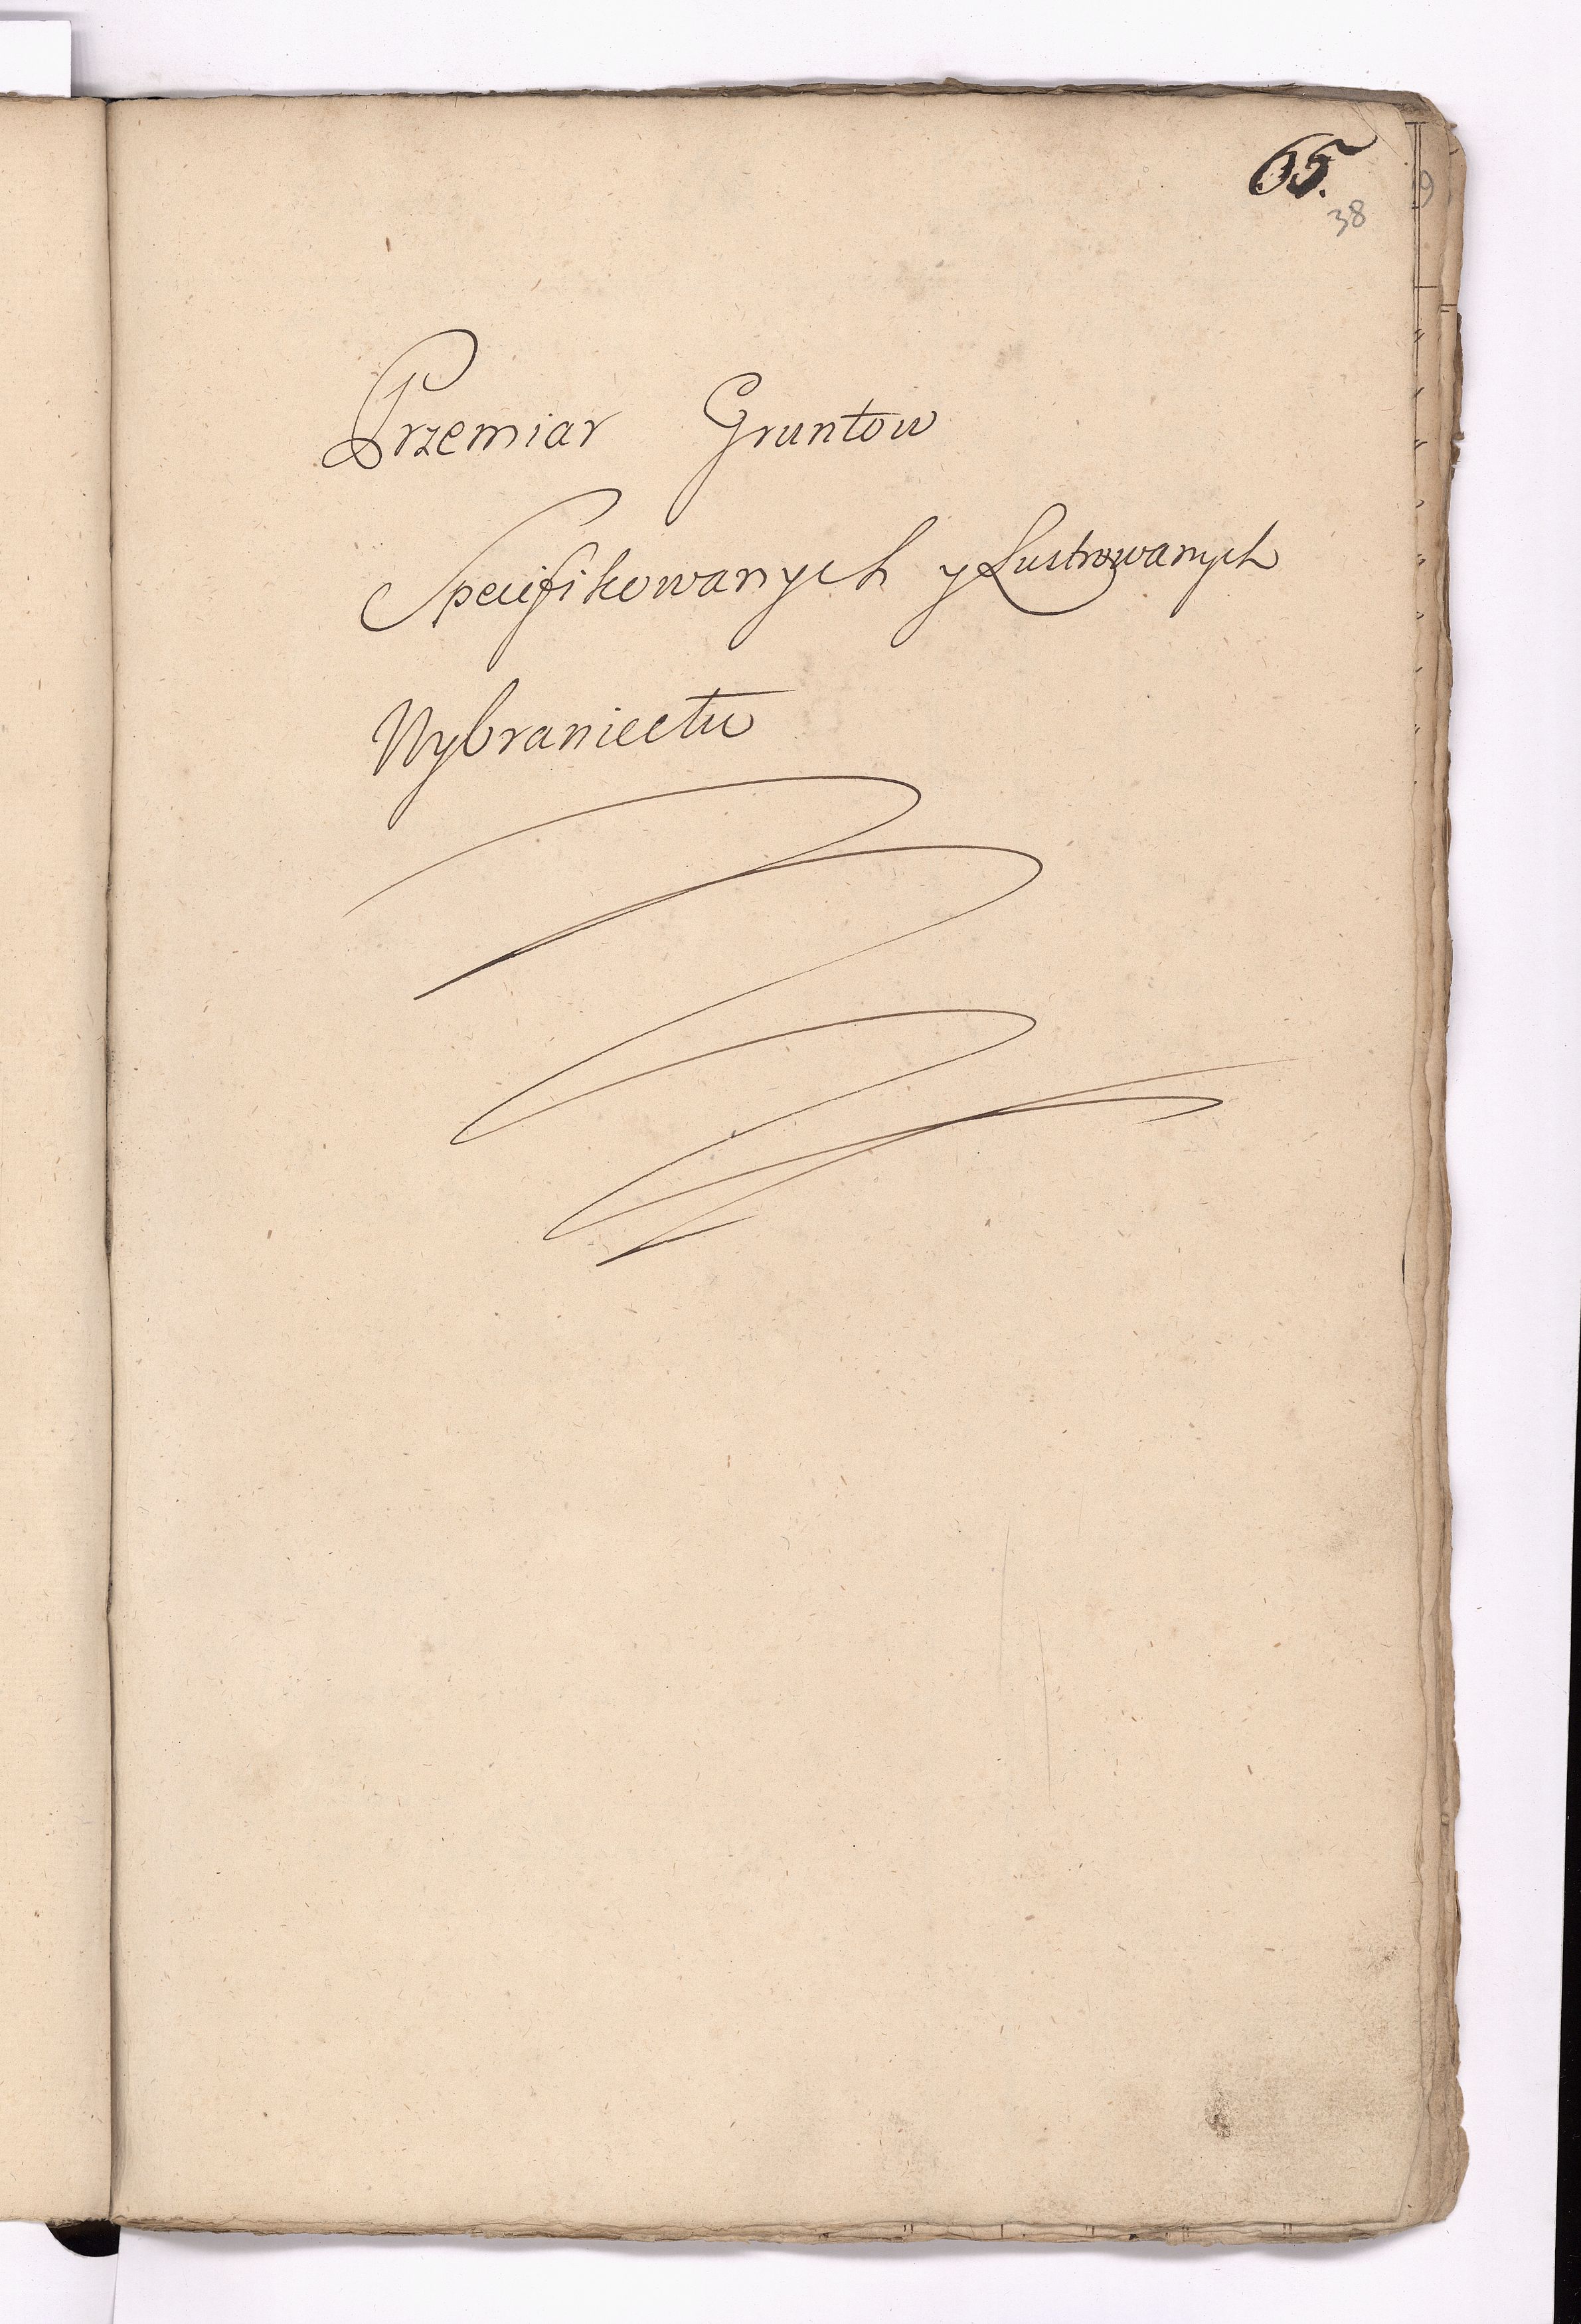 65.
38
Przemiar Gruntow
Specifikowanych y Lustrowanych
Wybraniectw